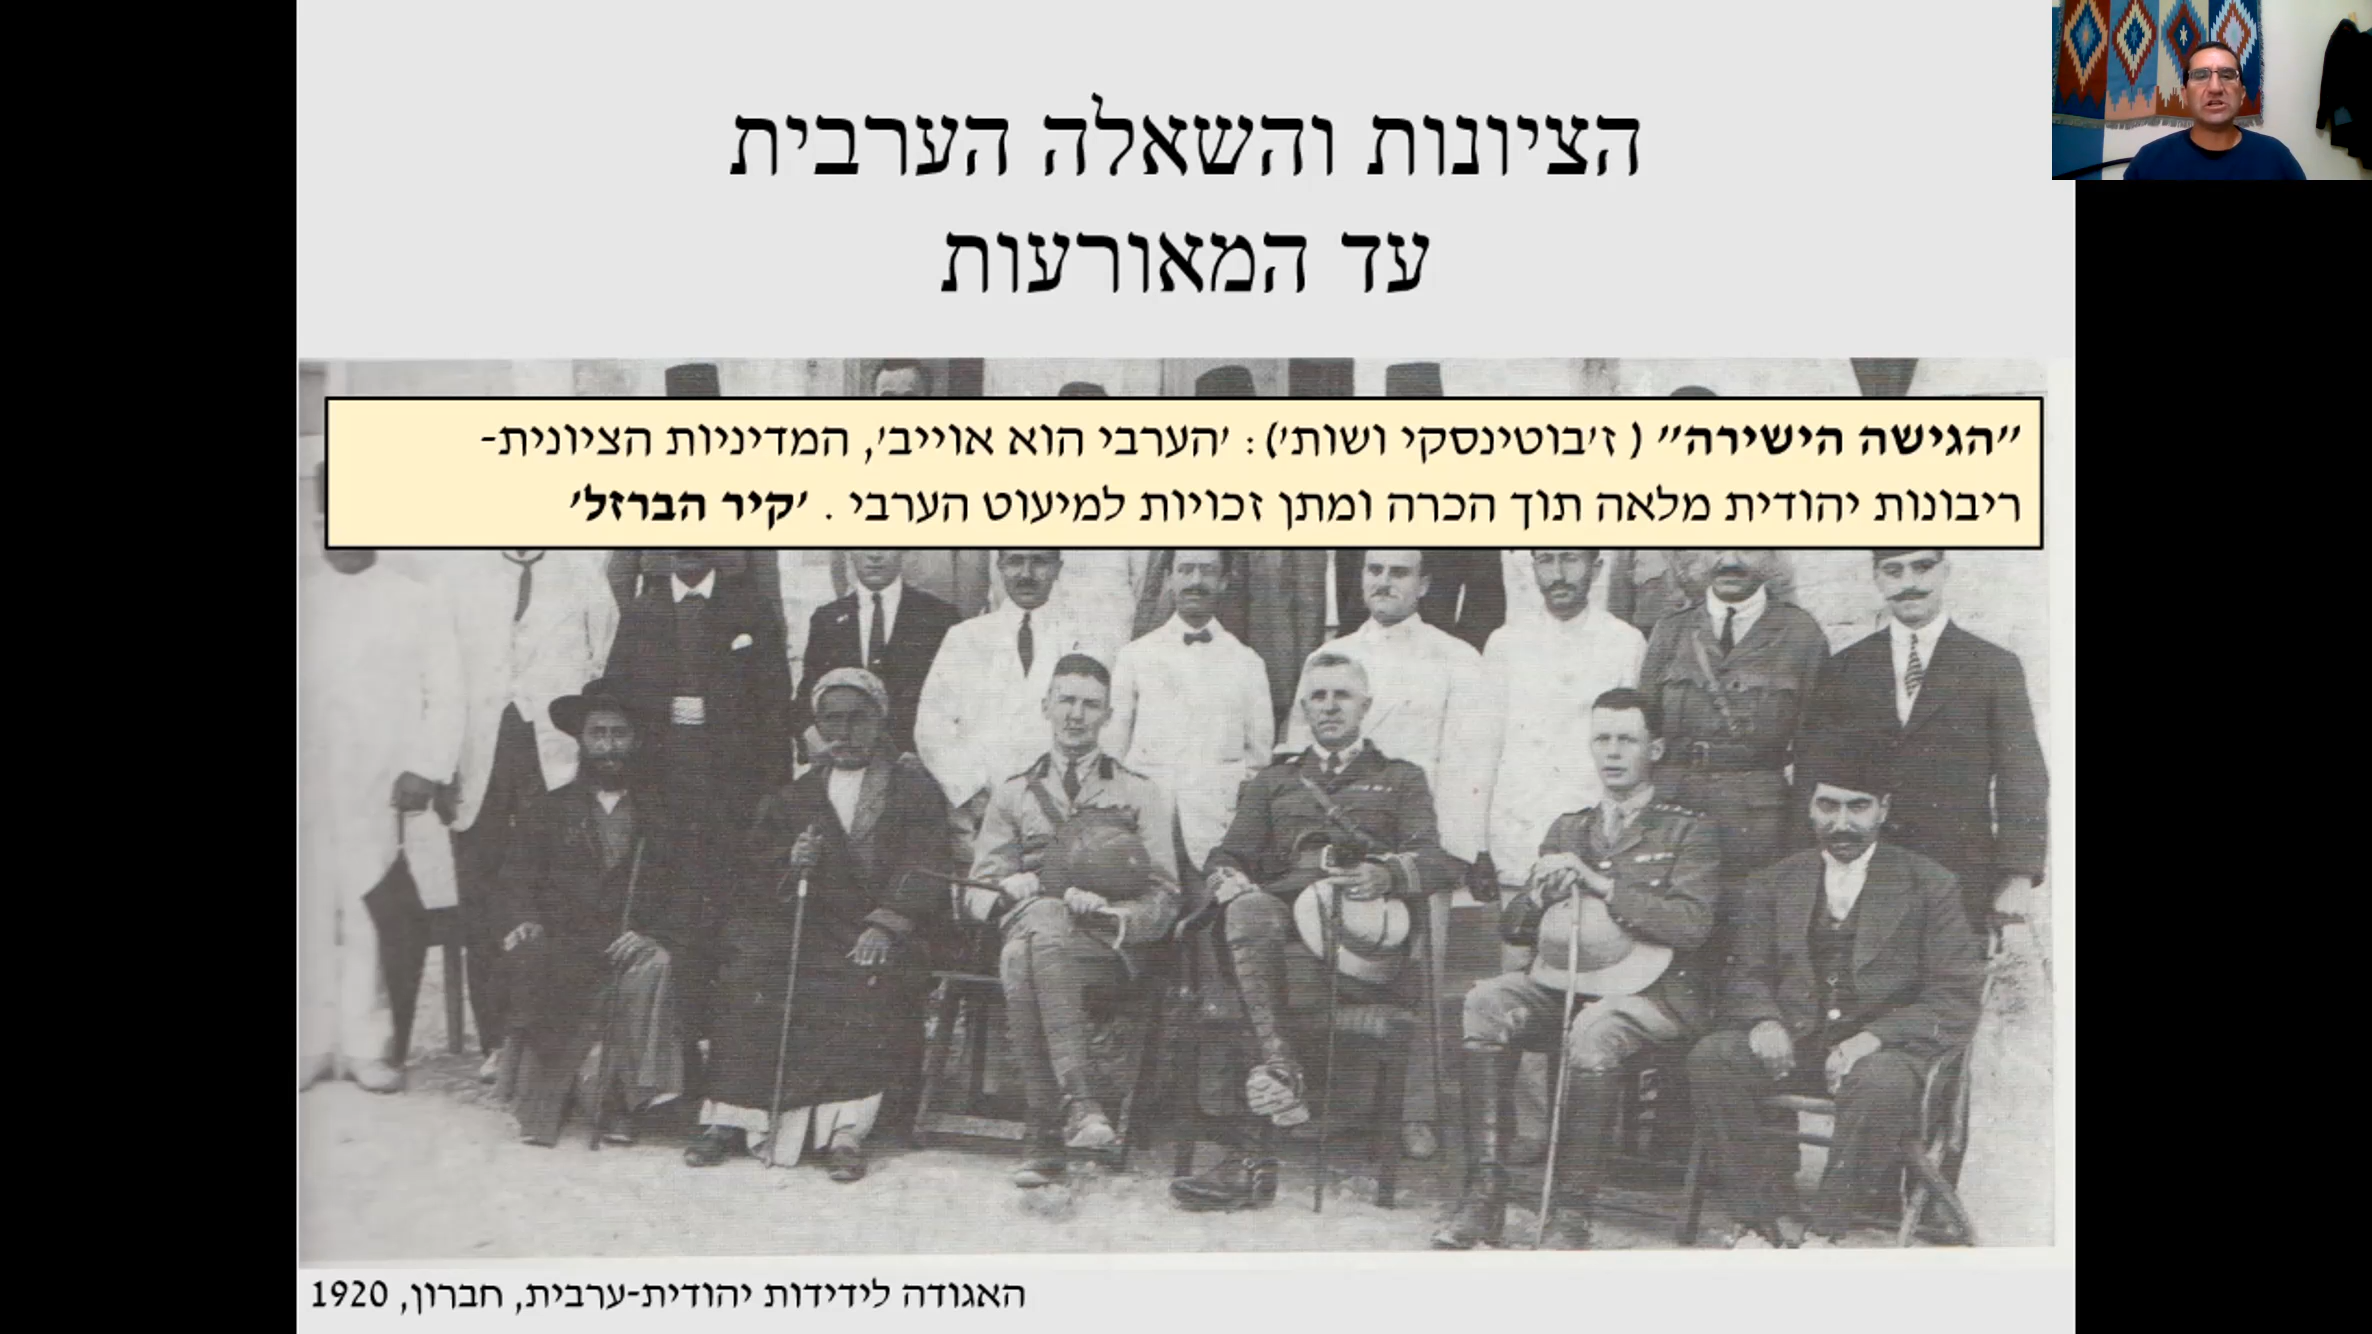 הציונות והשאלה הערבית
עד המאורעות
״הגישה הישירה״ ( ז׳בוטינסקי ושות׳): ׳הערבי הוא אוייב׳, המדיניות הציונית-
ריבונות יהודית מלאה תוך הכרה ומתן זכויות למיעוט הערבי . ׳קיר הברזל׳
האגודה לידידות יהודית-ערבית, חברון, 1920